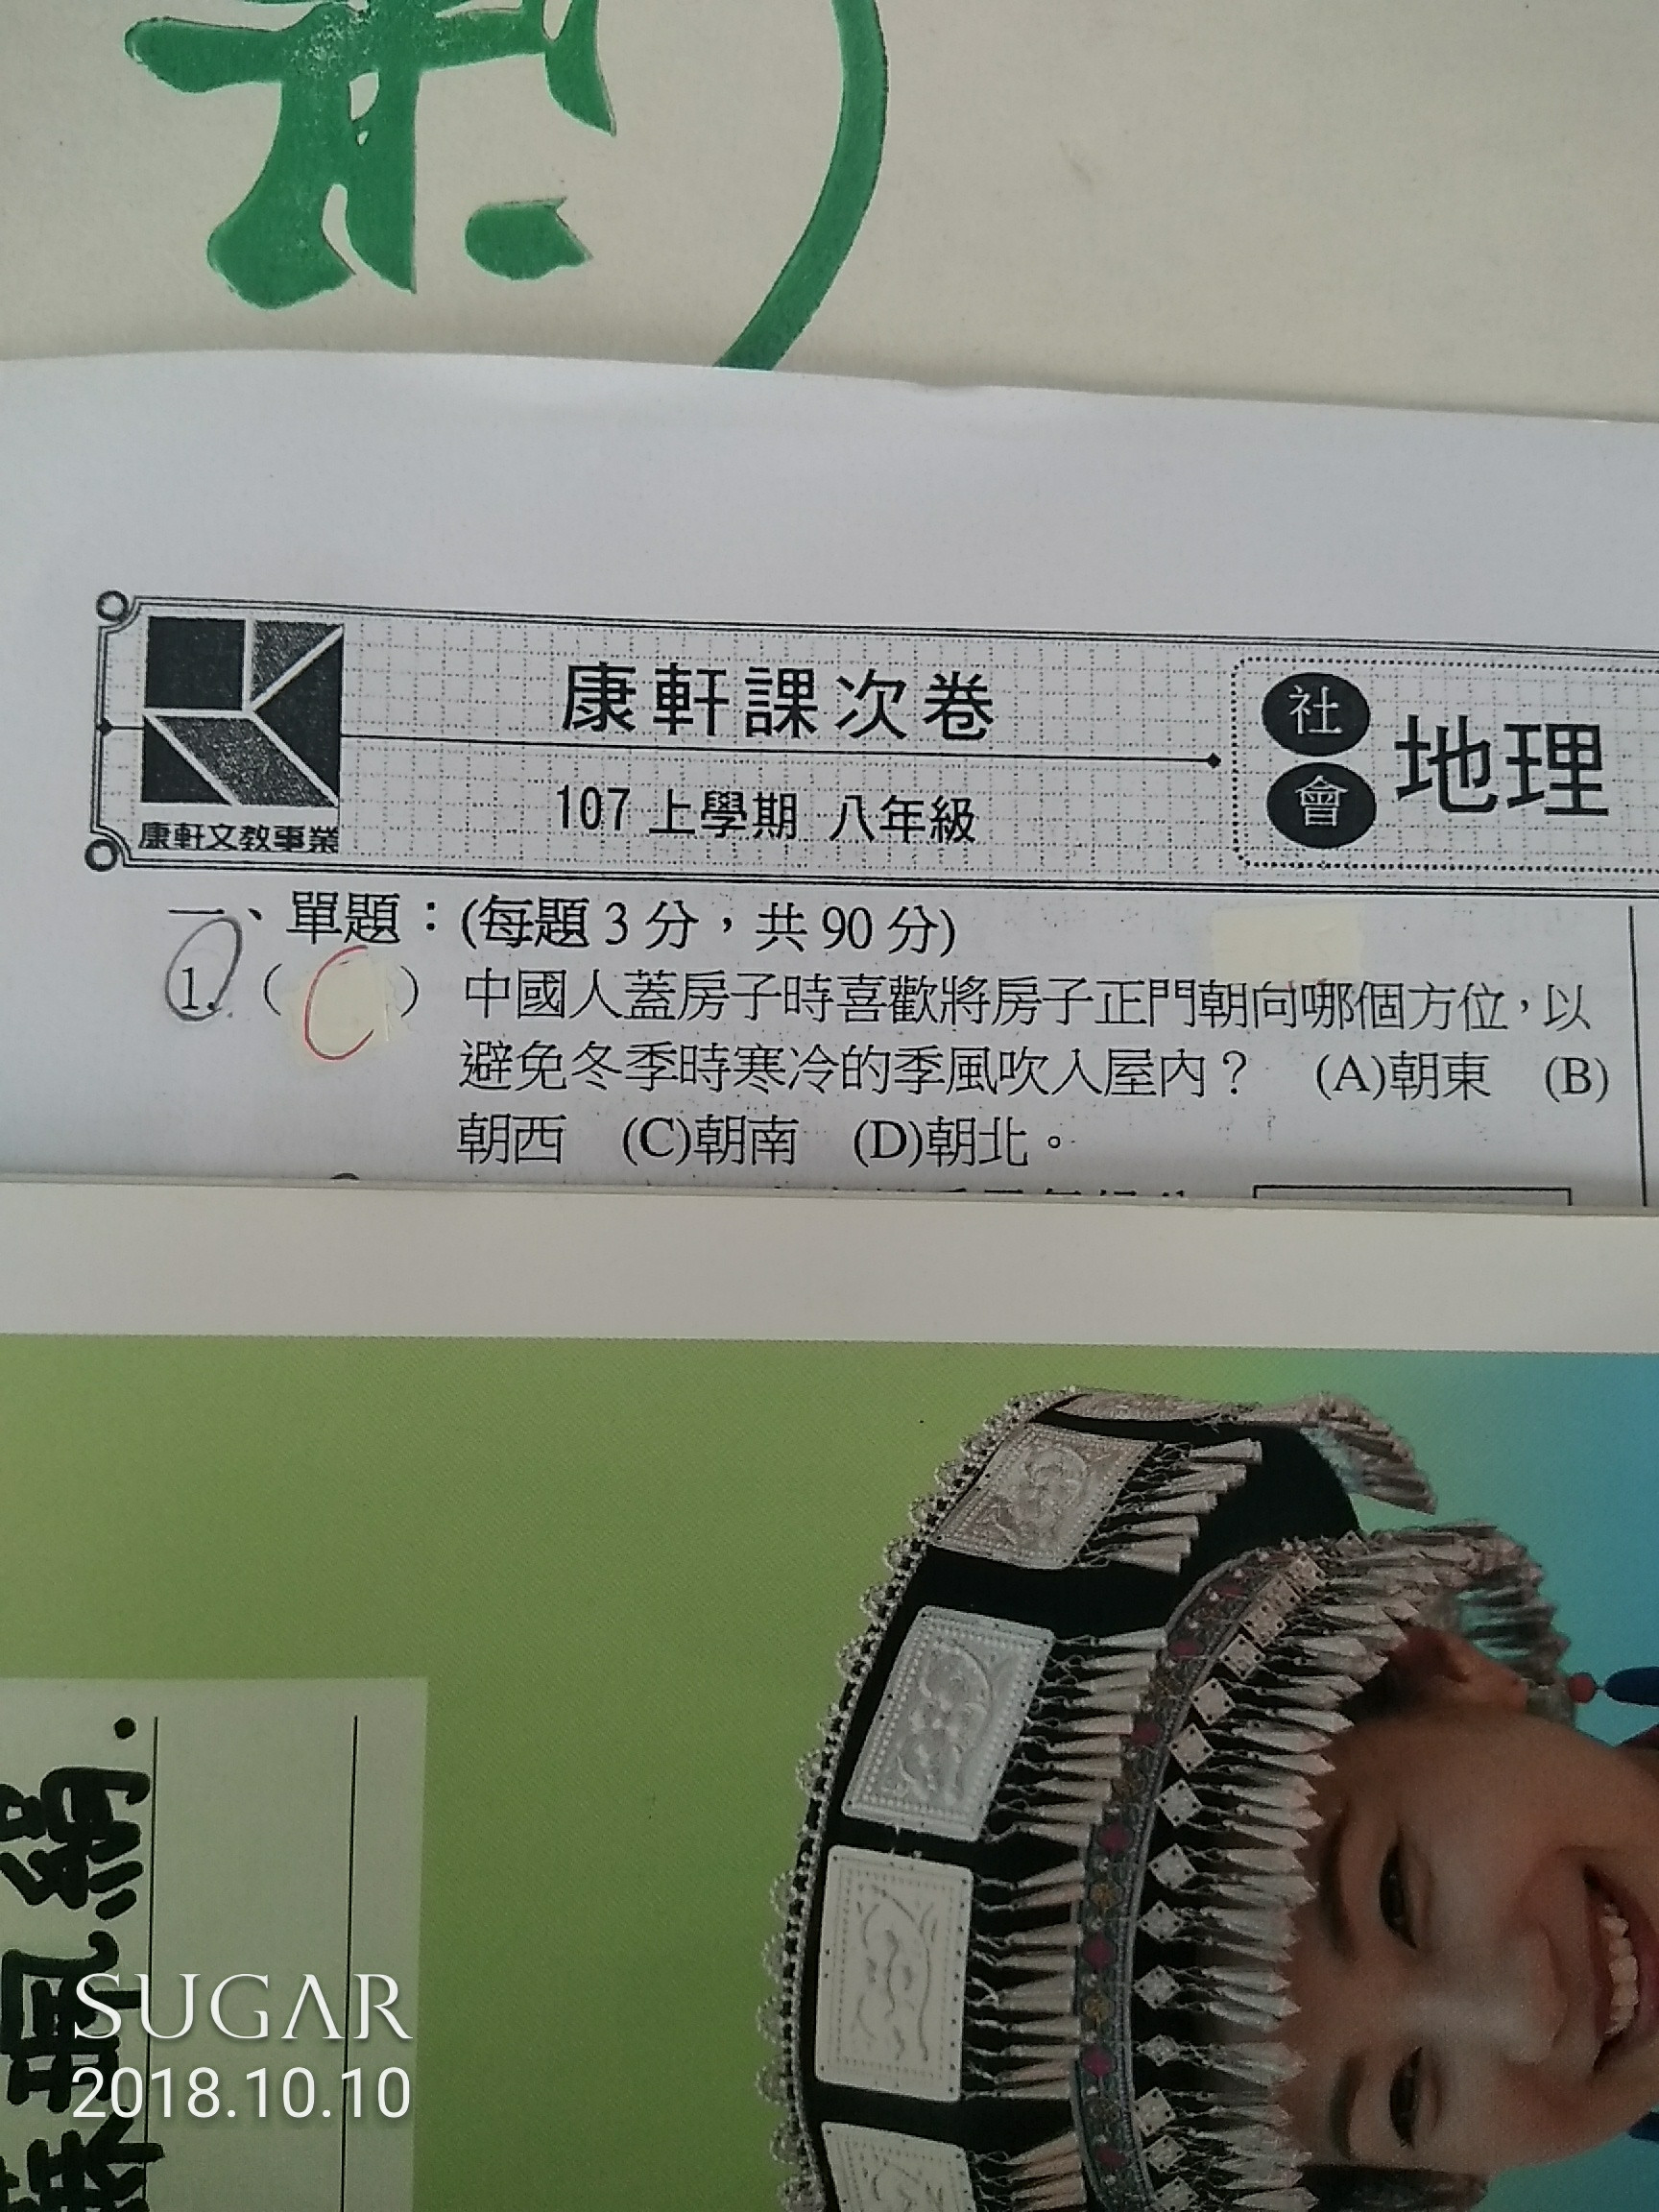 康軒課次卷
107 上學期 八年級
社會 地理
康軒文教事業
一、單題：(每題 3 分，共 90 分)
1.（C）中國人蓋房子時喜歡將房子正門朝向哪個方位，以
避免冬季時寒冷的季風吹入屋內？ (A)朝東 (B)
朝西 (C)朝南 (D)朝北。
SUGAR
2018.10.10